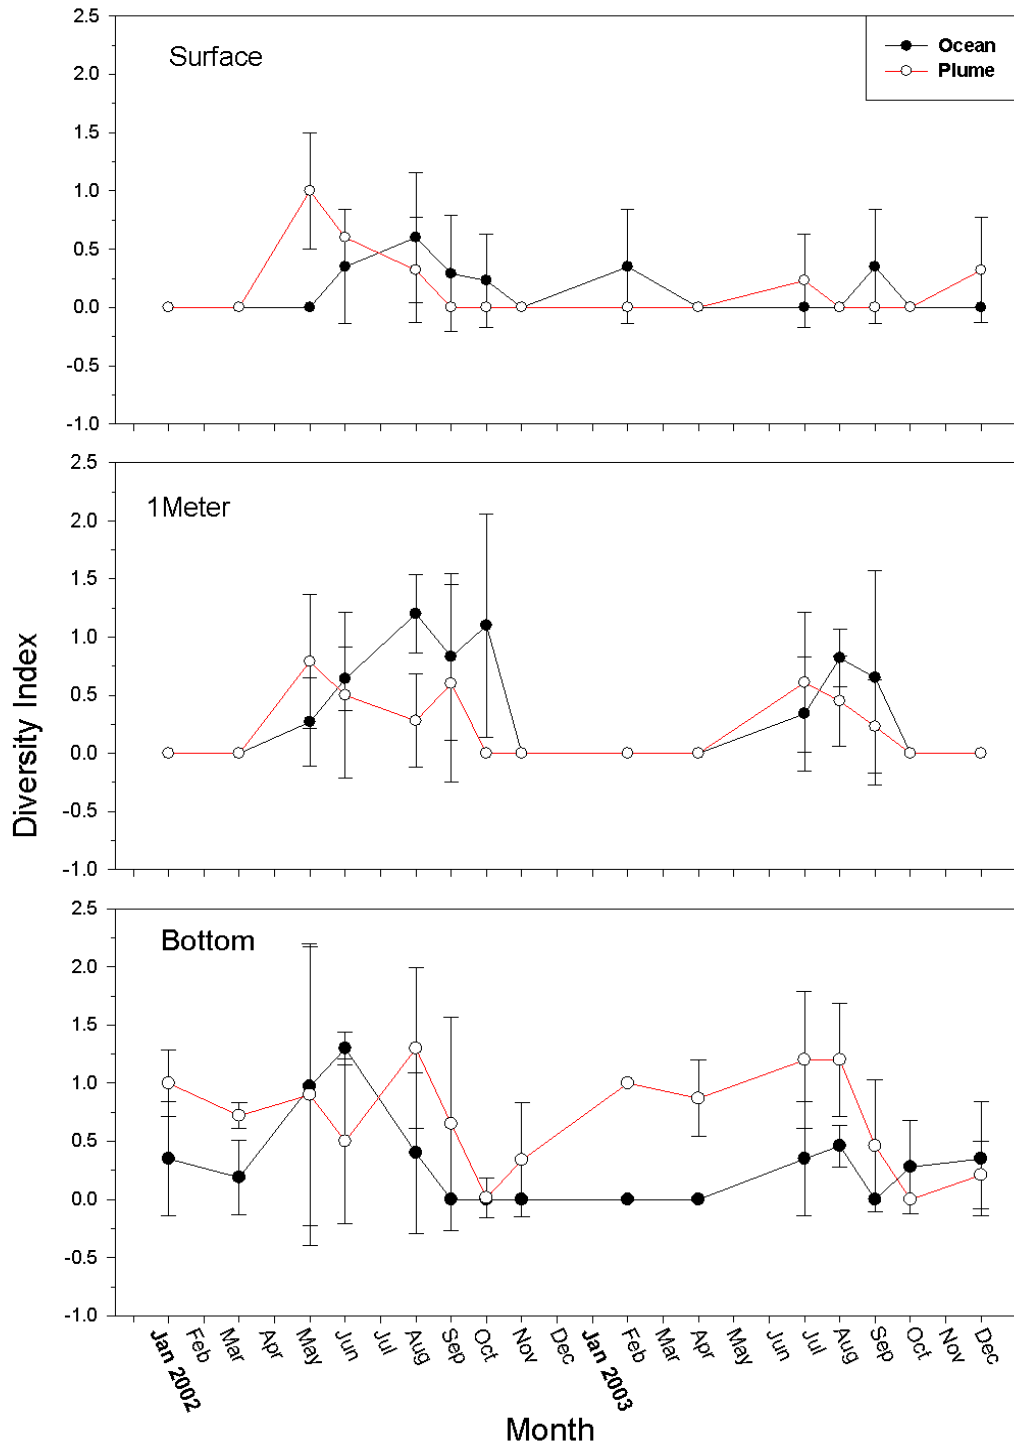 2.5
2.0
1.5
1.0
0.5
0.0
-0.5
-1.0
Surface
Ocean
Plume
2.5
2.0
1.5
1.0
0.5
0.0
-0.5
-1.0
1Meter
Diversity Index
2.5
2.0
1.5
1.0
0.5
0.0
-0.5
-1.0
Bottom
Jan 2002
Feb
Mar
Apr
May
Jun
Jul
Aug
Sep
Oct
Nov
Dec
Jan 2003
Feb
Mar
Apr
May
Jun
Jul
Aug
Sep
Oct
Nov
Dec
Month